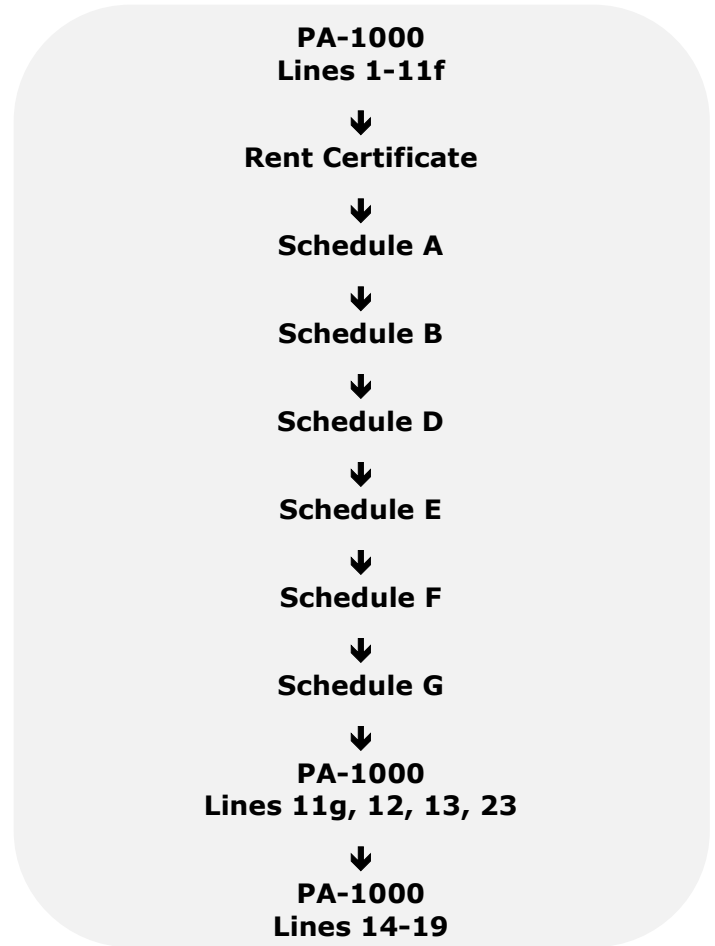 PA-1000
Lines 1-11f
Rent Certificate
Schedule A
Schedule B
Schedule D
Schedule E
Schedule F
Schedule G
PA-1000
Lines 11g, 12, 13, 23
PA-1000
Lines 14-19